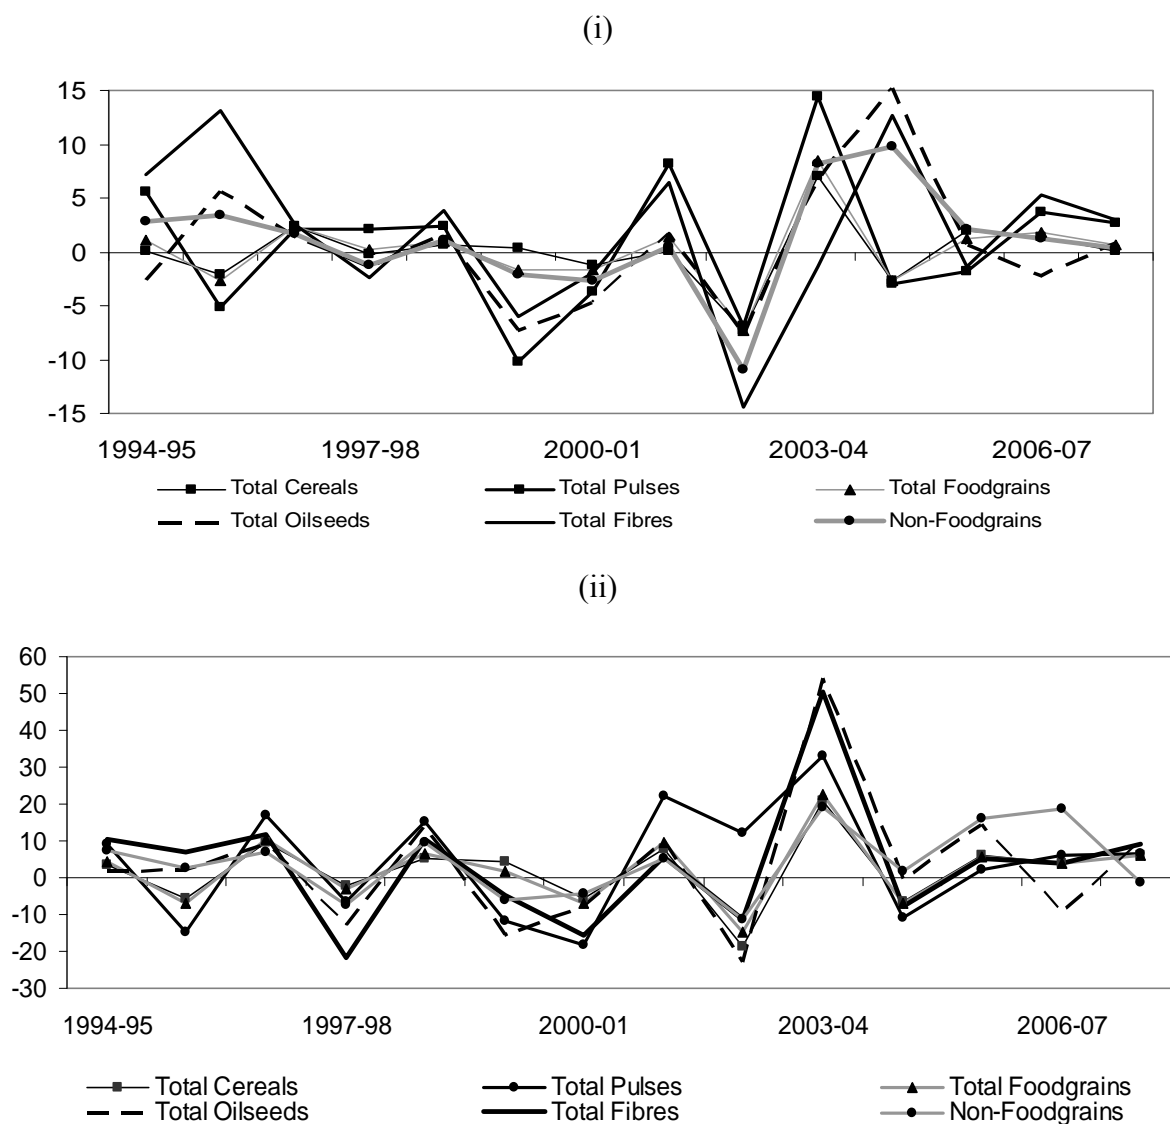 (i)
15
10
5
0
-5
-10
-15
1994-95 1997-98 2000-01 2003-04 2006-07
Total Cereals Total Pulses Total Foodgrains
Total Oilseeds Total Fibres Non-Foodgrains
(ii)
60
50
40
30
20
10
0
-10
-20
-30
1994-95 1997-98 2000-01 2003-04 2006-07
Total Cereals Total Pulses Total Foodgrains
Total Oilseeds Total Fibres Non-Foodgrains